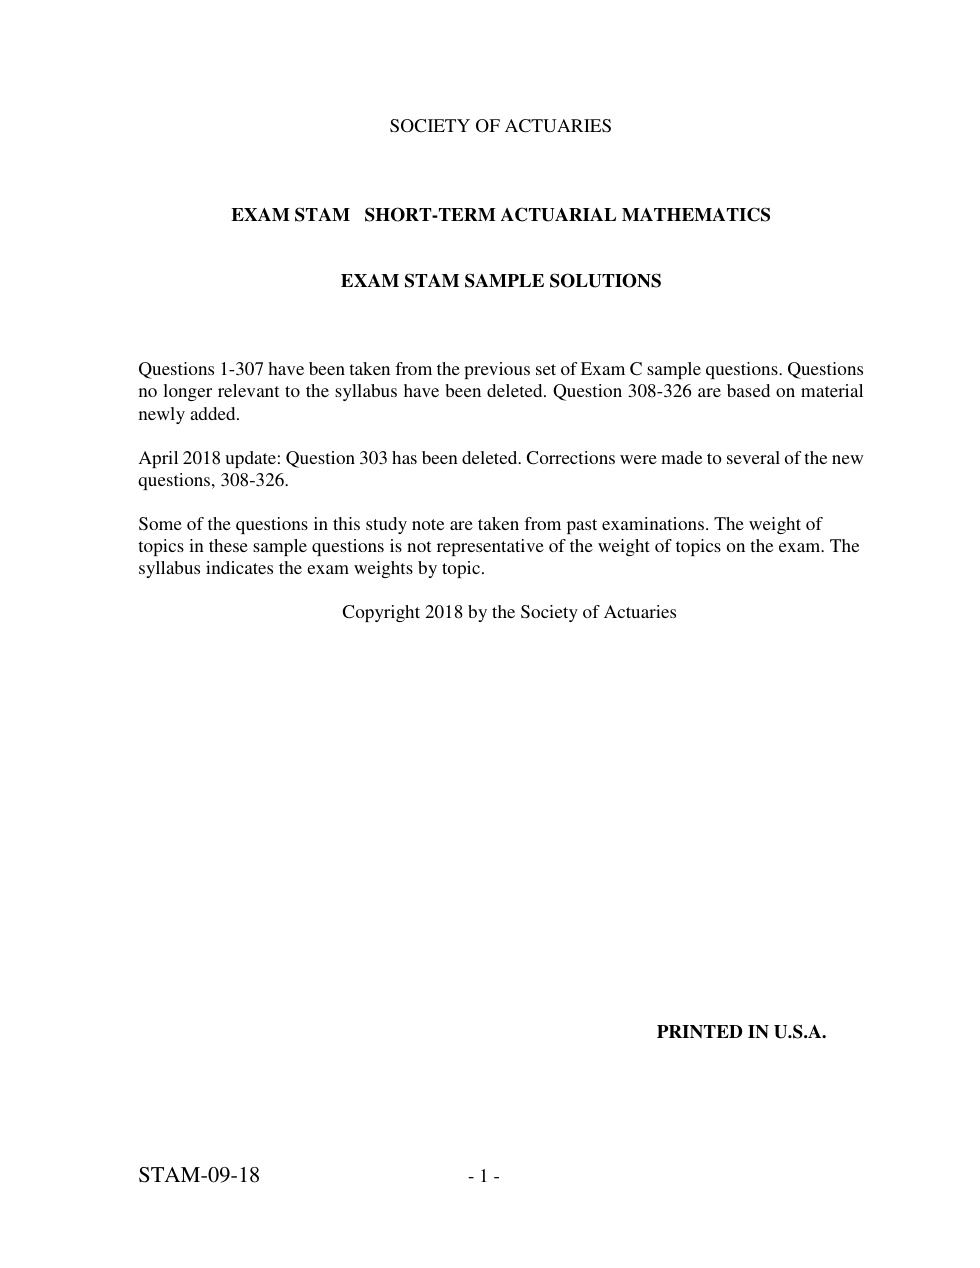 SOCIETY OF ACTUARIES
EXAM STAM SHORT-TERM ACTUARIAL MATHEMATICS
EXAM STAM SAMPLE SOLUTIONS
Questions 1-307 have been taken from the previous set of Exam C sample questions. Questions
no longer relevant to the syllabus have been deleted. Question 308-326 are based on material
newly added.
April 2018 update: Question 303 has been deleted. Corrections were made to several of the new
questions, 308-326.
Some of the questions in this study note are taken from past examinations. The weight of
topics in these sample questions is not representative of the weight of topics on the exam. The
syllabus indicates the exam weights by topic.
Copyright 2018 by the Society of Actuaries
PRINTED IN U.S.A.
STAM-09-18 - 1 -